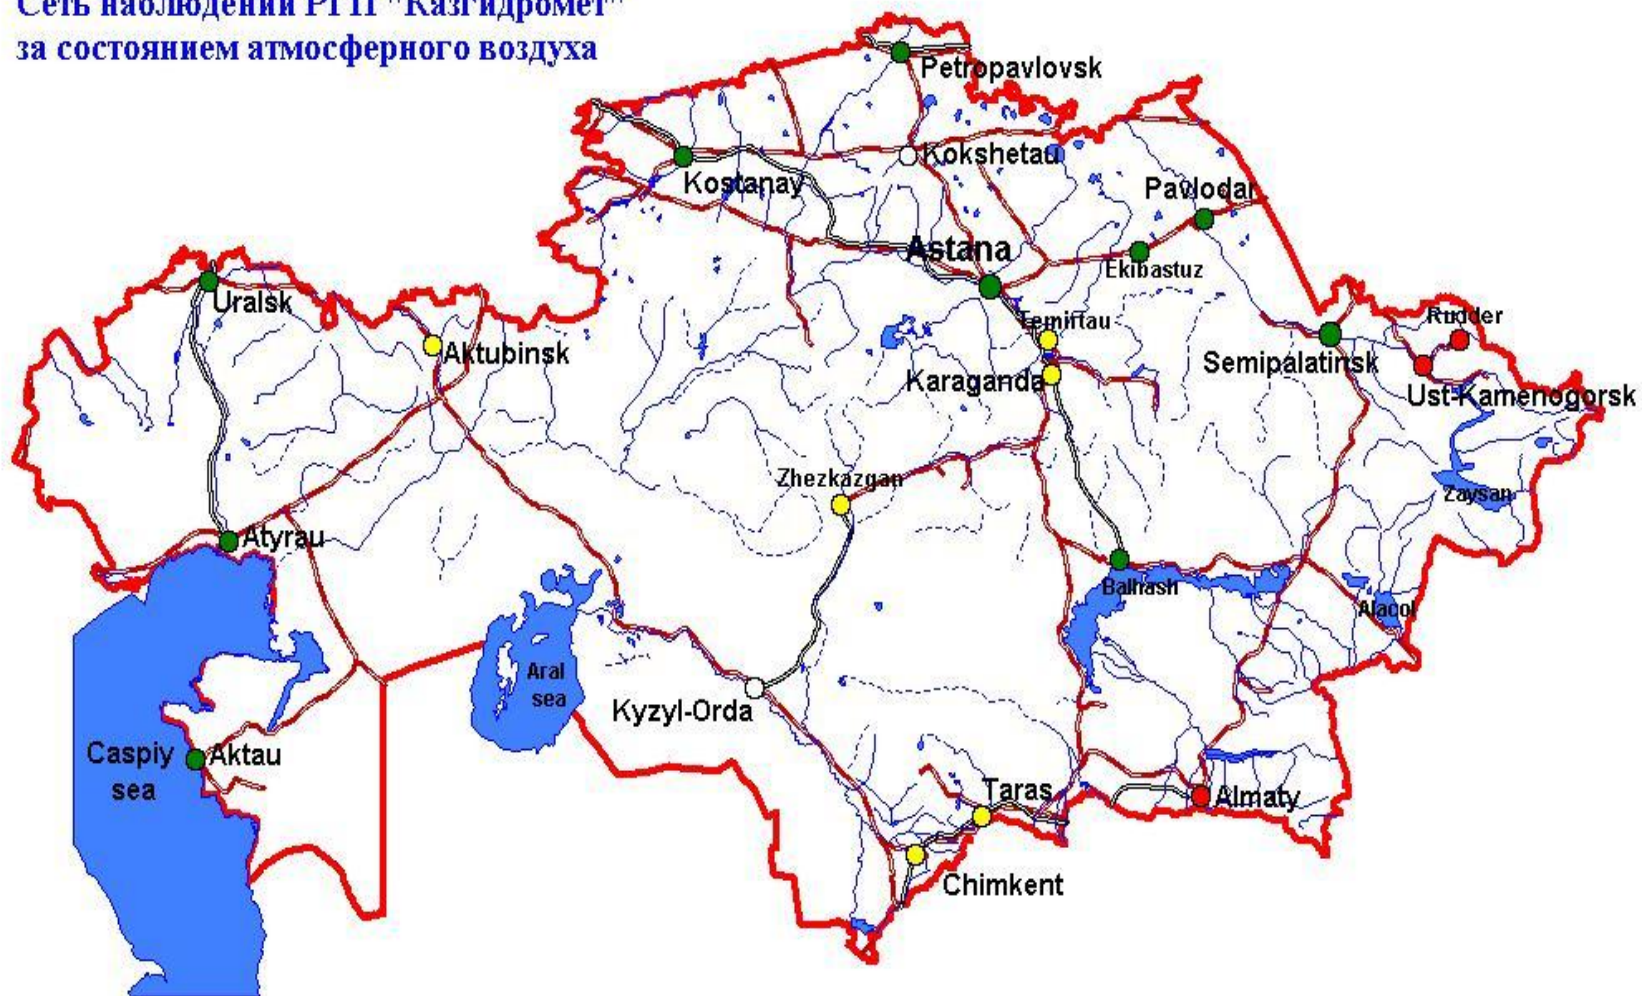 Сеть наблюдений РГП "Казгидромет"
за состоянием атмосферного воздуха
Petropavlovsk
Kokshetau
Kostanay
Pavlodar
Astana
Ekibastuz
Uralsk
Temirtau
Rudder
Aktubinsk
Semipalatinsk
Karaganda
Ust-Kamenogorsk
Zhezkazgan
Zaysan
Atyrau
Balhash
Alacol
Aral
sea
Kyzyl-Orda
Caspiy
sea
Aktau
Taras
Almaty
Chimkent